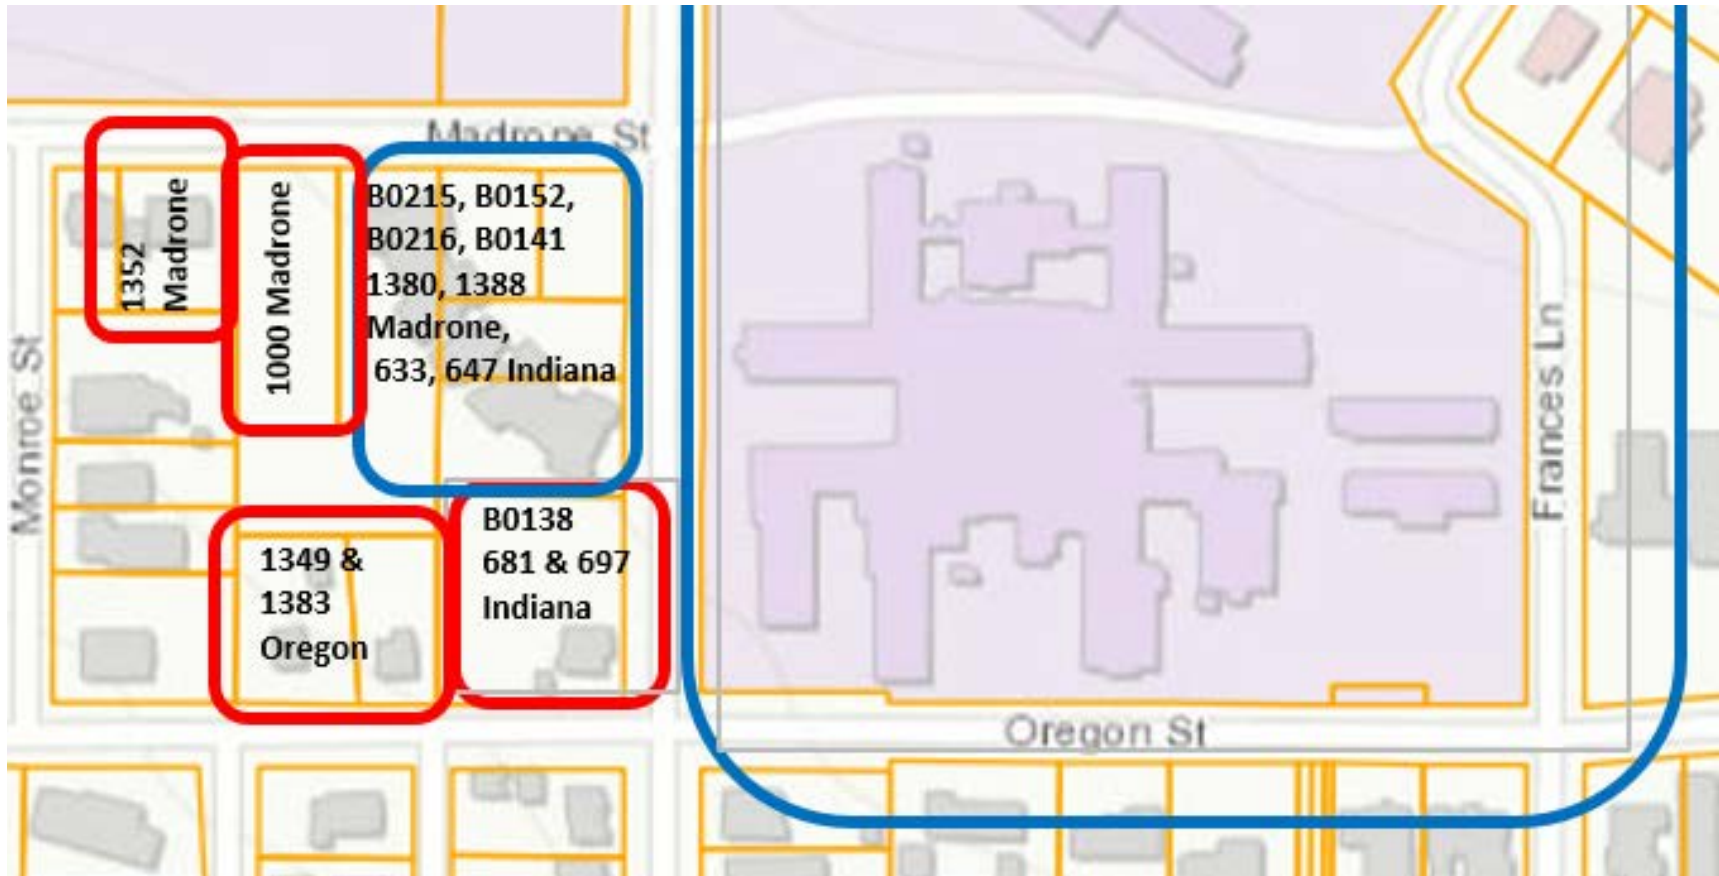 Madrone St
1352
Madrone
1000 Madrone
B0215, B0152,
B0216, B0141
1380, 1388
Madrone,
633, 647 Indiana
Monroe St
B0138
681 & 697
Indiana
1349 &
1383
Oregon
Frances Ln
Oregon St